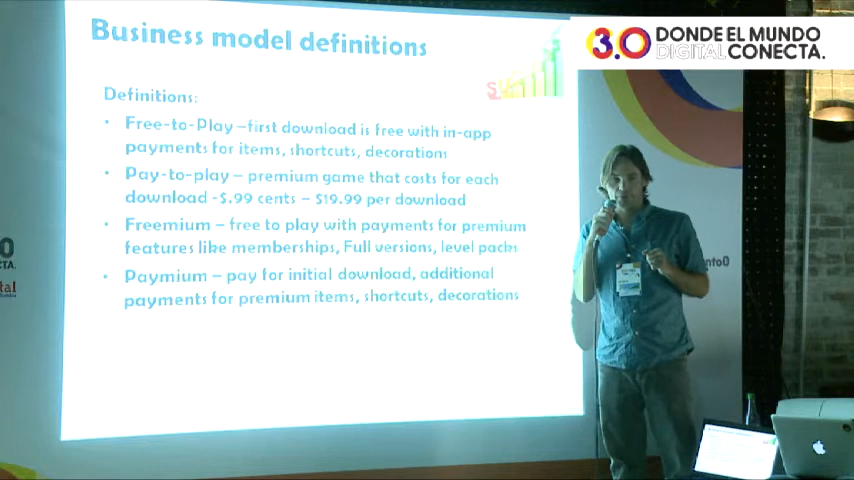 Business model definitions
3.0 DONDE EL MUNDO
DIGITAL CONECTA.
Definitions:
• Free-to-Play –first download is free with in-app
payments for items, shortcuts, decorations
• Pay-to-play – premium game that costs for each
download -$.99 cents – $19.99 per download
• Freemium – free to play with payments for premium
features like memberships, Full versions, level packs
• Paymium – pay for initial download, additional
payments for premium items, shortcuts, decorations